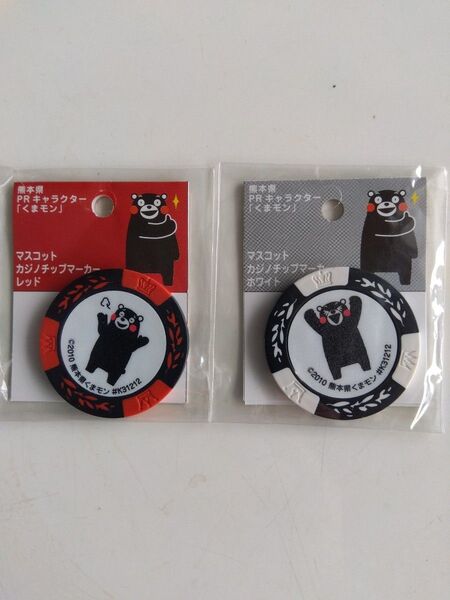 熊本県
PRキャラクター
「くまモン」
マスコット
カジノチップマーカー
レッド
©2010 熊本県くまモン #K31212
熊本県
PRキャラクター
「くまモン」
マスコット
カジノチップマーカー
ホワイト
©2010 熊本県くまモン #K31212